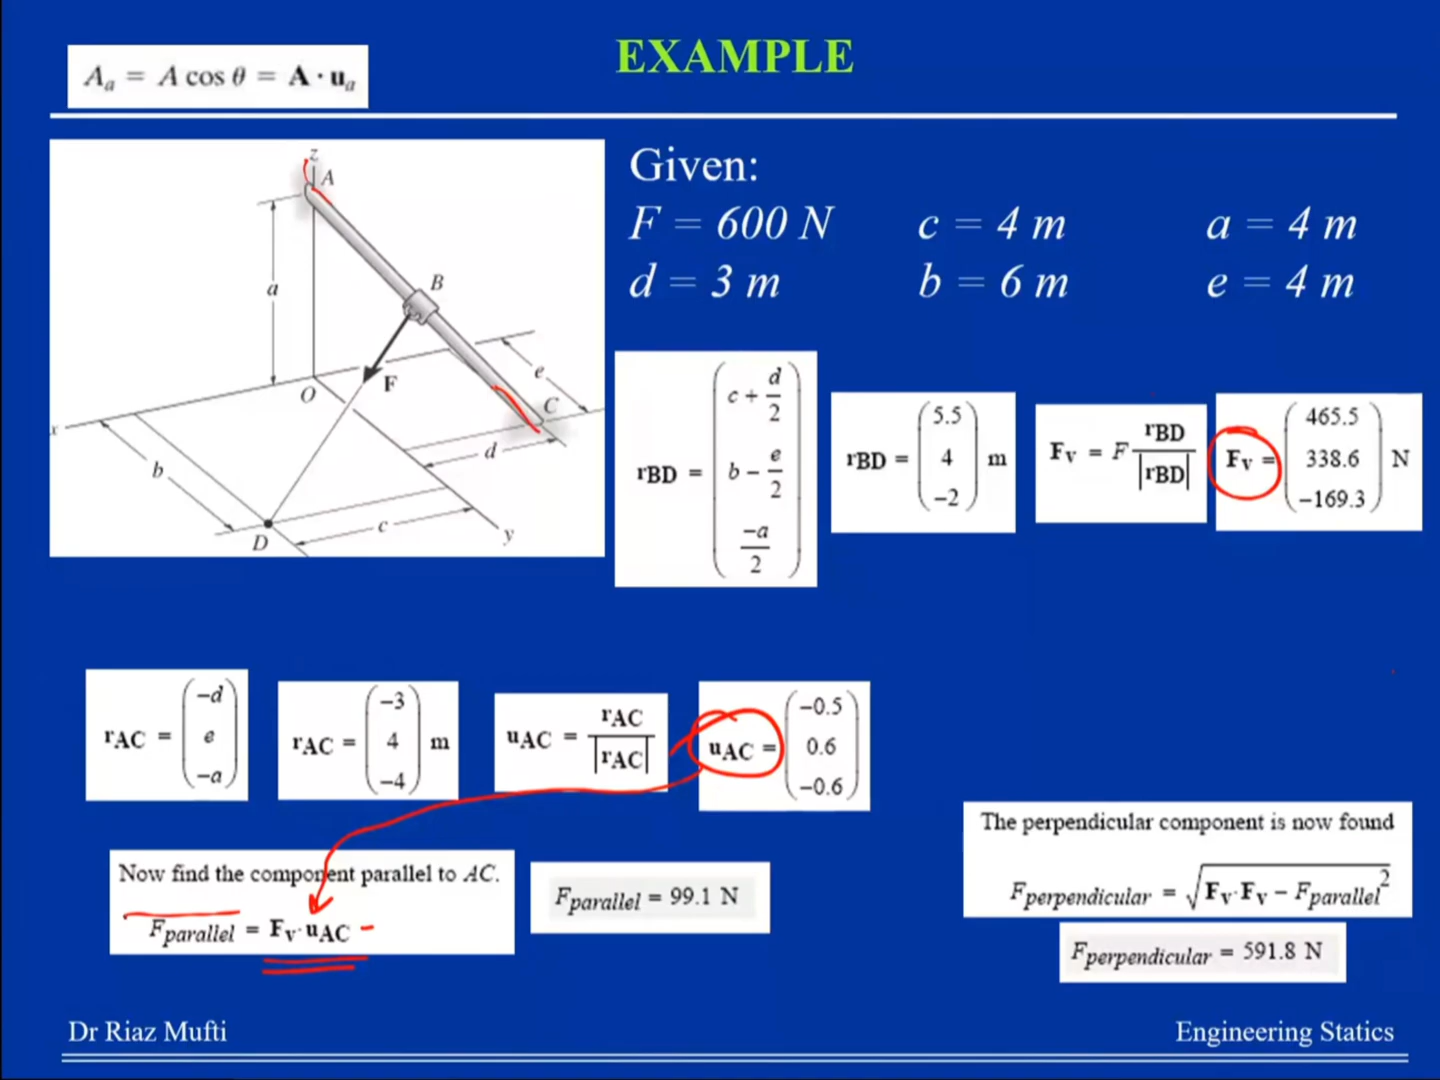 EXAMPLE
Aₐ = A cos θ = A · uₐ
Given:
F = 600 N c = 4 m a = 4 m
d = 3 m b = 6 m e = 4 m
z
A
a
B
F
O
e
C
x
b
d
c
D
y
rBD = ( c + d/2
b − e/2
−a/2 )
rBD = ( 5.5
4
−2 ) m
Fv = F rBD/|rBD|
Fv = ( 465.5
338.6
−169.3 ) N
rAC = ( −d
e
−a )
rAC = ( −3
4
−4 ) m
uAC = rAC/|rAC|
uAC = ( −0.5
0.6
−0.6 )
Now find the component parallel to AC.
Fparallel = Fv·uAC
Fparallel = 99.1 N
The perpendicular component is now found
Fperpendicular = √(Fv·Fv − Fparallel²)
Fperpendicular = 591.8 N
Dr Riaz Mufti
Engineering Statics